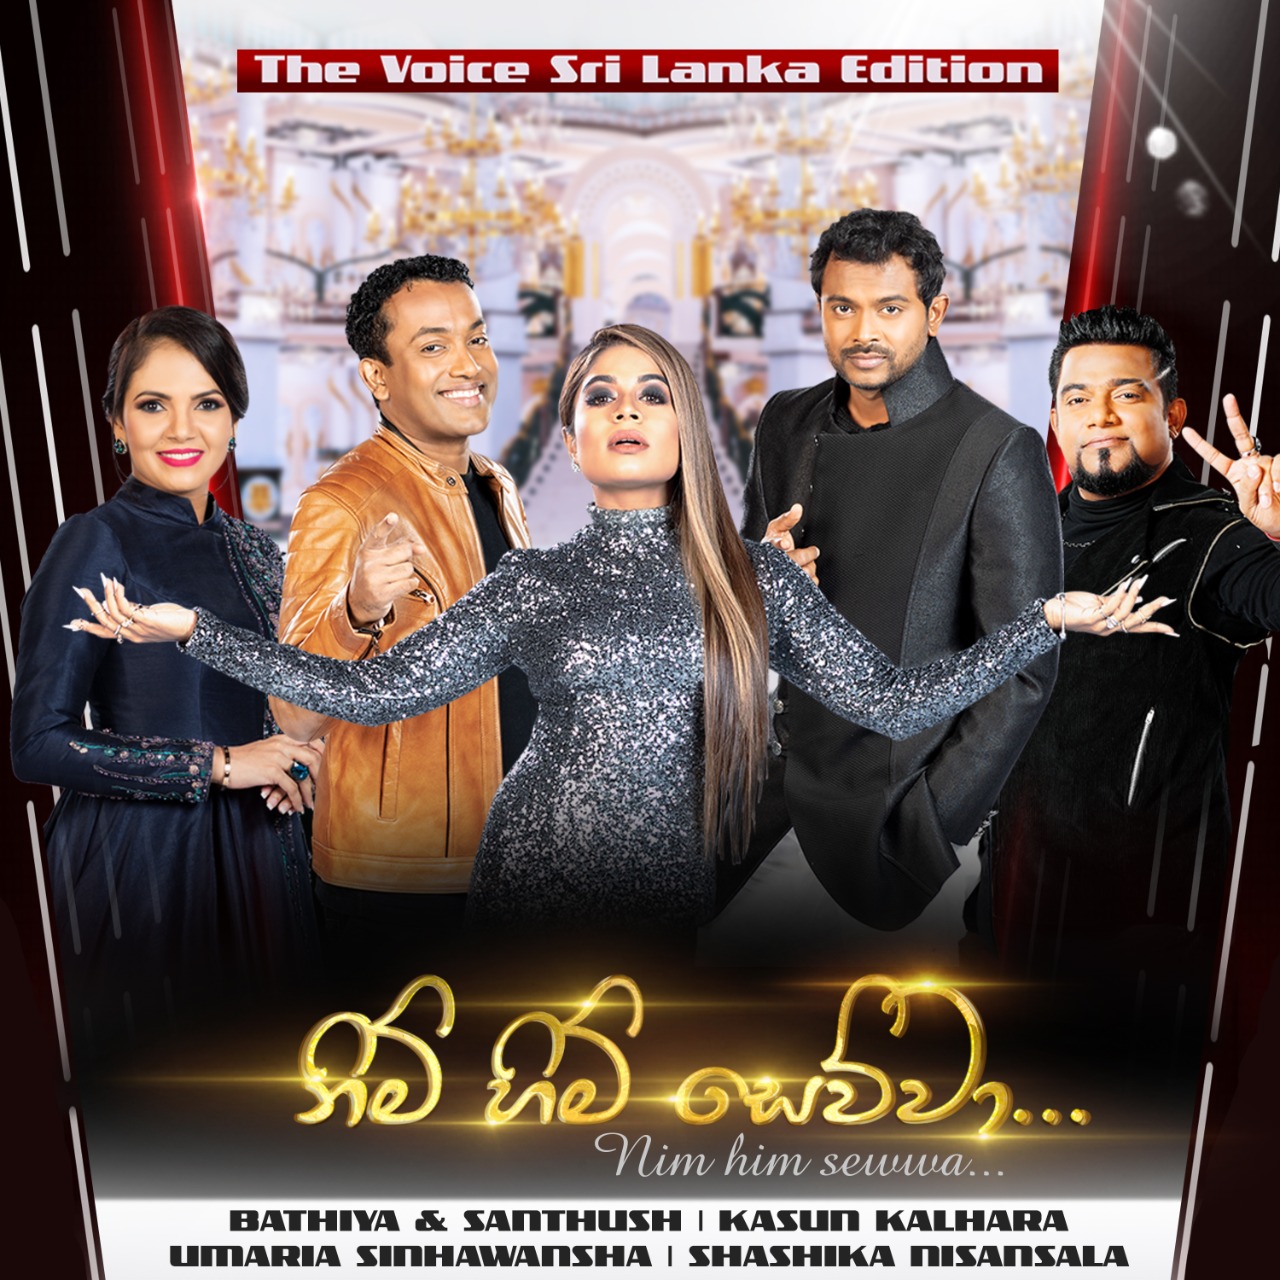 The Voice Sri Lanka Edition
නිම් හිම් සෙව්වා...
Nim him sewwa...
BATHIYA & SANTHUSH | KASUN KALHARA
UMARIA SINHAWANSHA | SHASHIKA NISANSALA